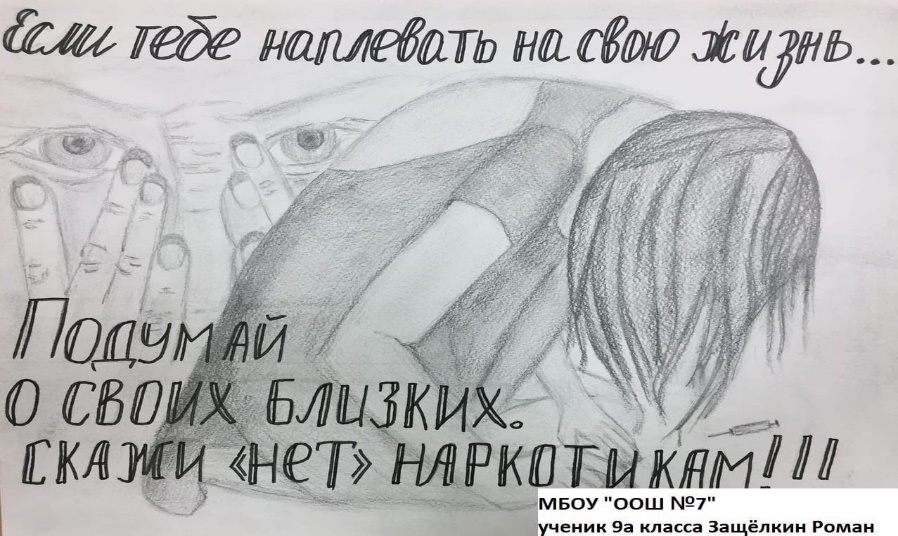 Если тебе наплевать на свою жизнь...
Подумай
о своих близких.
Скажи «нет» наркотикам!!!
МБОУ "ООШ №7"
ученик 9а класса Защёлкин Роман